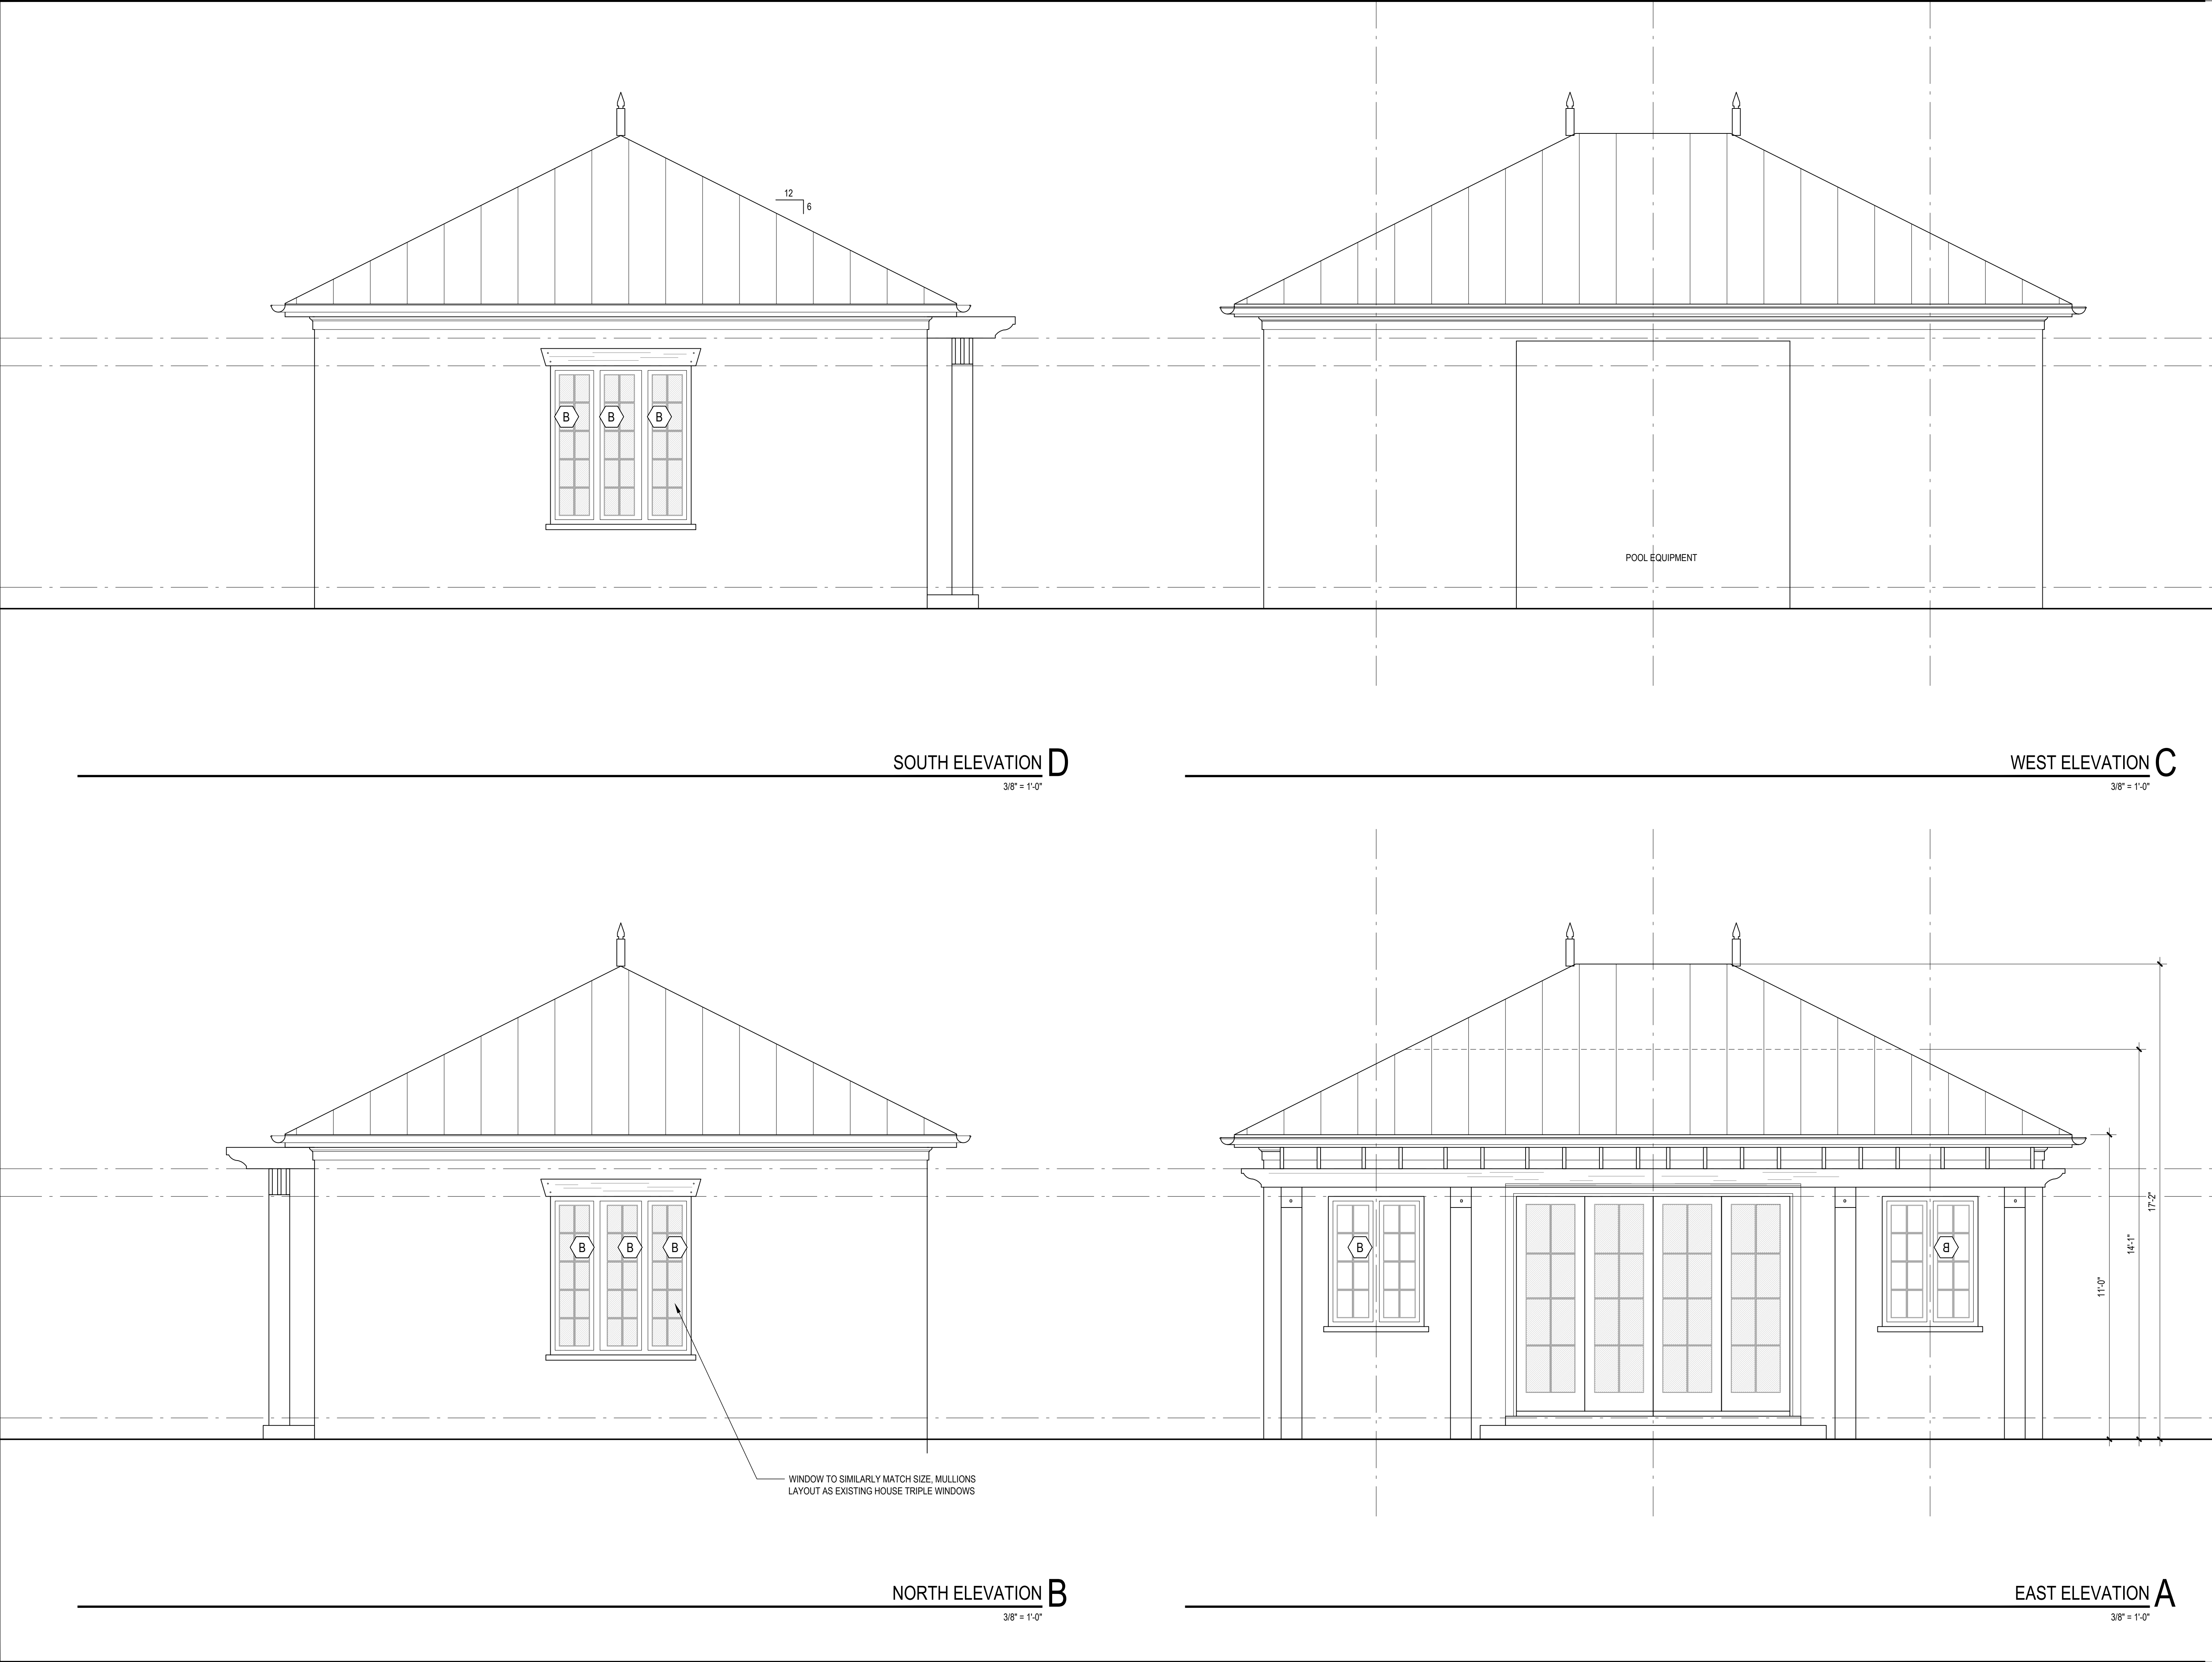 12
6
B
B
B
POOL EQUIPMENT
SOUTH ELEVATION D
3/8" = 1'-0"
WEST ELEVATION C
3/8" = 1'-0"
B
B
B
WINDOW TO SIMILARLY MATCH SIZE, MULLIONS
LAYOUT AS EXISTING HOUSE TRIPLE WINDOWS
B
B
11'-0"
14'-1"
17'-2"
NORTH ELEVATION B
3/8" = 1'-0"
EAST ELEVATION A
3/8" = 1'-0"